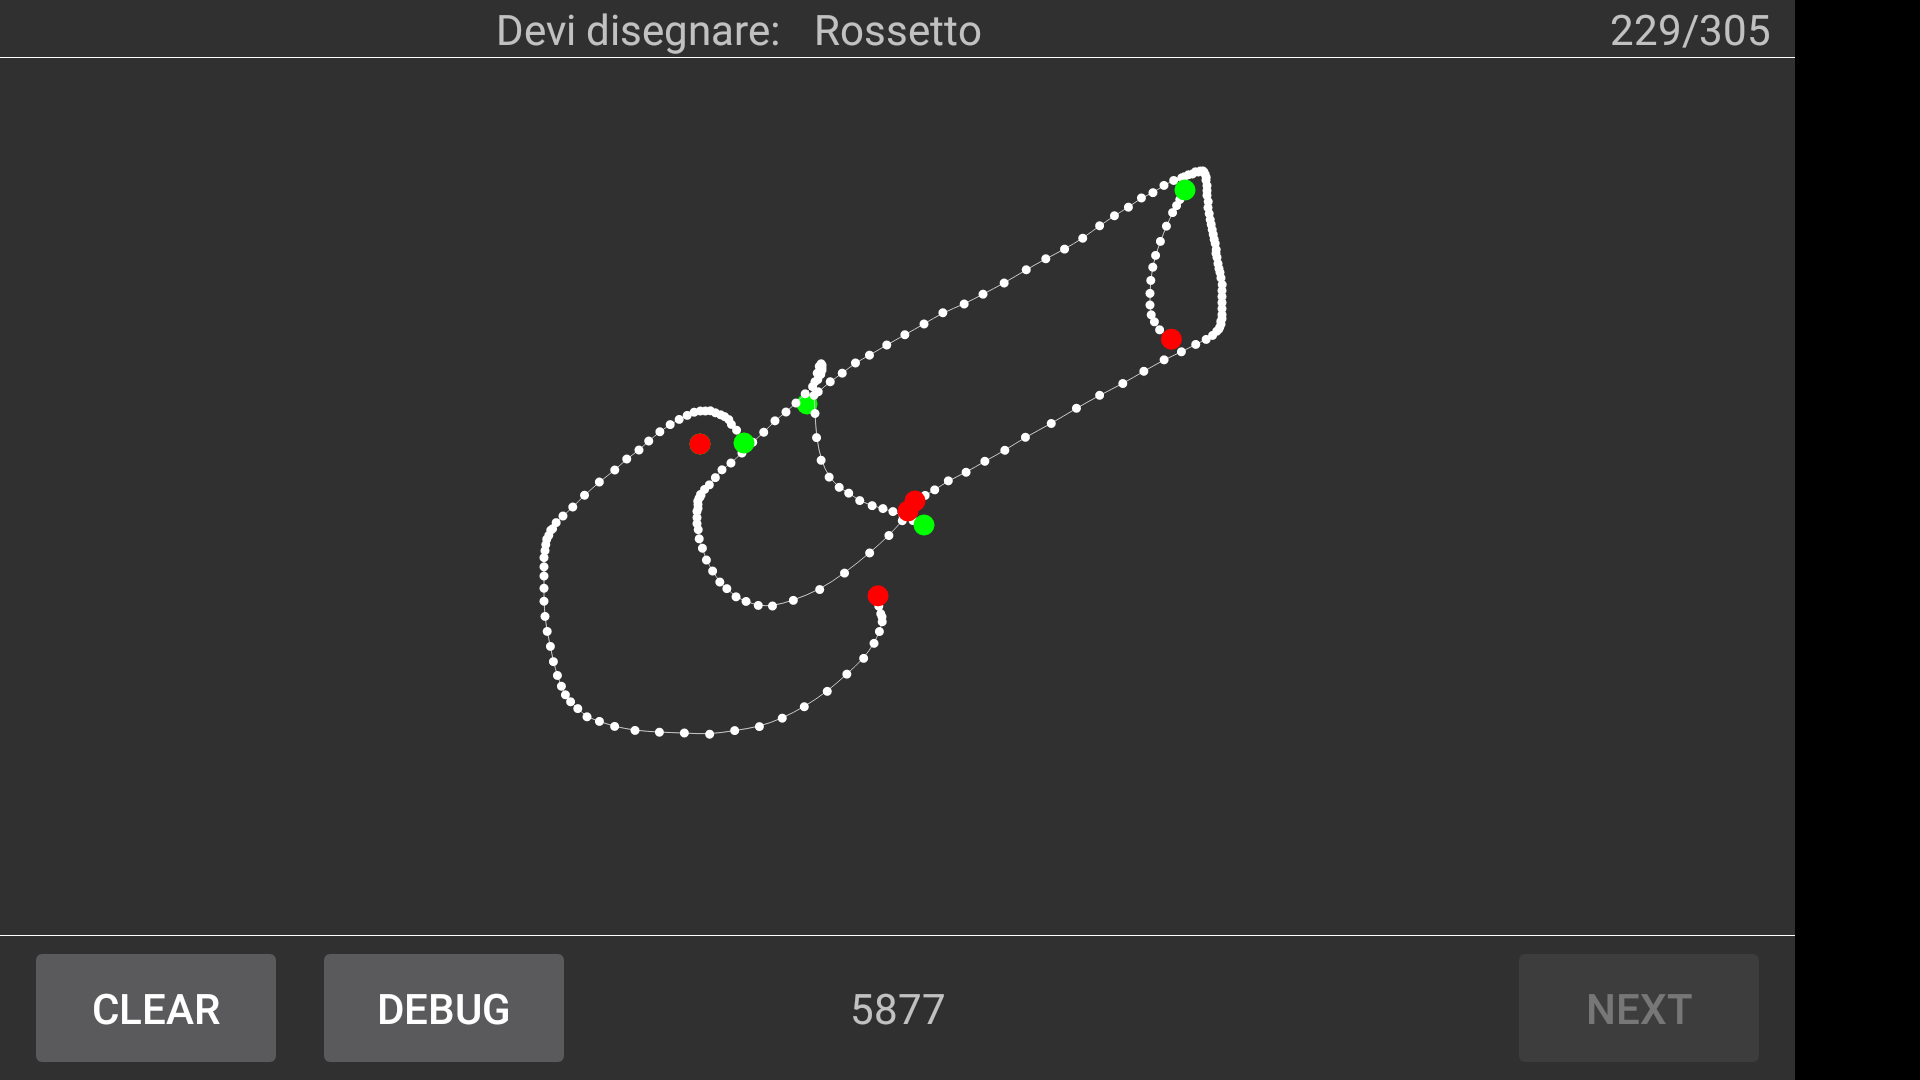 Devi disegnare: Rossetto
229/305
CLEAR
DEBUG
5877
NEXT